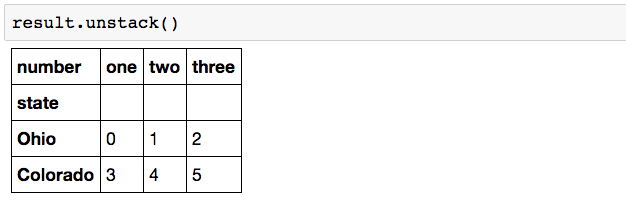 result.unstack()
number one two three
state
Ohio 0 1 2
Colorado 3 4 5